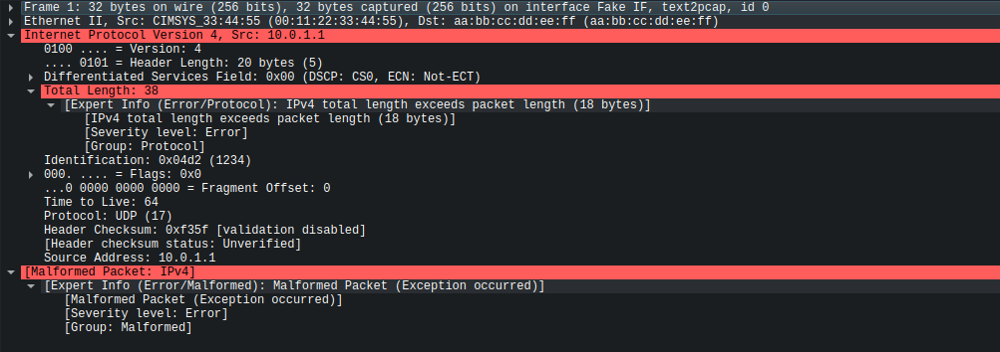 Frame 1: 32 bytes on wire (256 bits), 32 bytes captured (256 bits) on interface Fake IF, text2pcap, id 0
Ethernet II, Src: CIMSYS_33:44:55 (00:11:22:33:44:55), Dst: aa:bb:cc:dd:ee:ff (aa:bb:cc:dd:ee:ff)
Internet Protocol Version 4, Src: 10.0.1.1
0100 .... = Version: 4
.... 0101 = Header Length: 20 bytes (5)
Differentiated Services Field: 0x00 (DSCP: CS0, ECN: Not-ECT)
Total Length: 38
[Expert Info (Error/Protocol): IPv4 total length exceeds packet length (18 bytes)]
[IPv4 total length exceeds packet length (18 bytes)]
[Severity level: Error]
[Group: Protocol]
Identification: 0x04d2 (1234)
000. .... = Flags: 0x0
...0 0000 0000 0000 = Fragment Offset: 0
Time to Live: 64
Protocol: UDP (17)
Header Checksum: 0xf35f [validation disabled]
[Header checksum status: Unverified]
Source Address: 10.0.1.1
[Malformed Packet: IPv4]
[Expert Info (Error/Malformed): Malformed Packet (Exception occurred)]
[Malformed Packet (Exception occurred)]
[Severity level: Error]
[Group: Malformed]